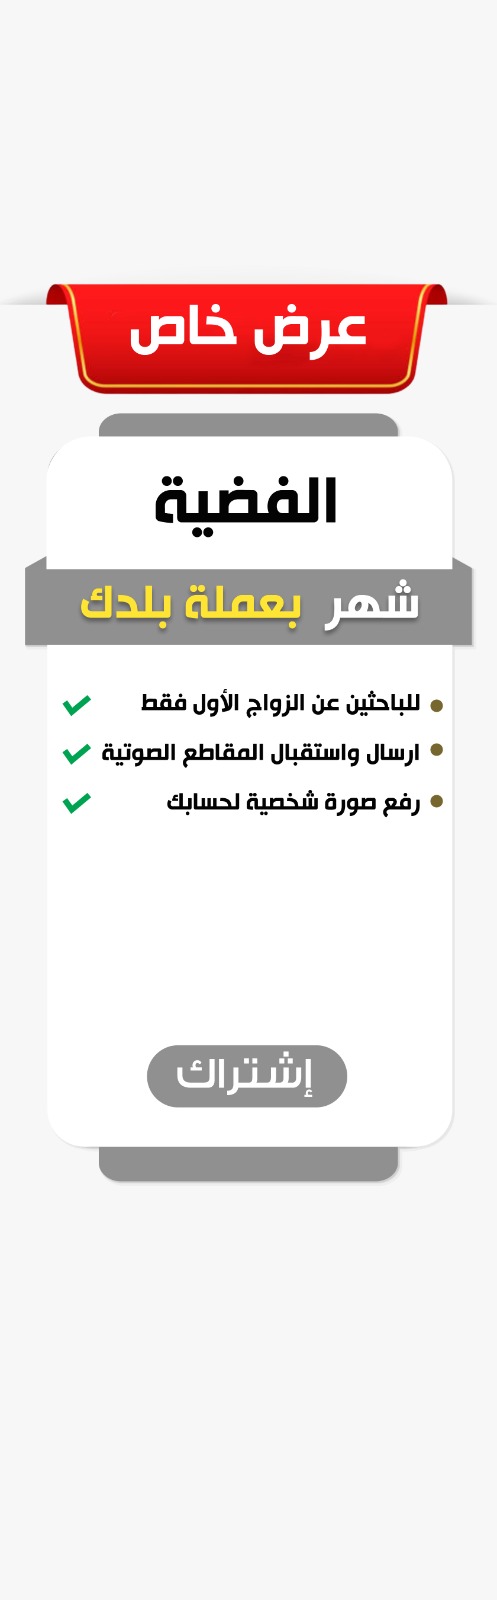 عرض خاص
الفضية
شهر بعملة بلدك
للباحثين عن الزواج الأول فقط
ارسال واستقبال المقاطع الصوتية
رفع صورة شخصية لحسابك
إشتراك